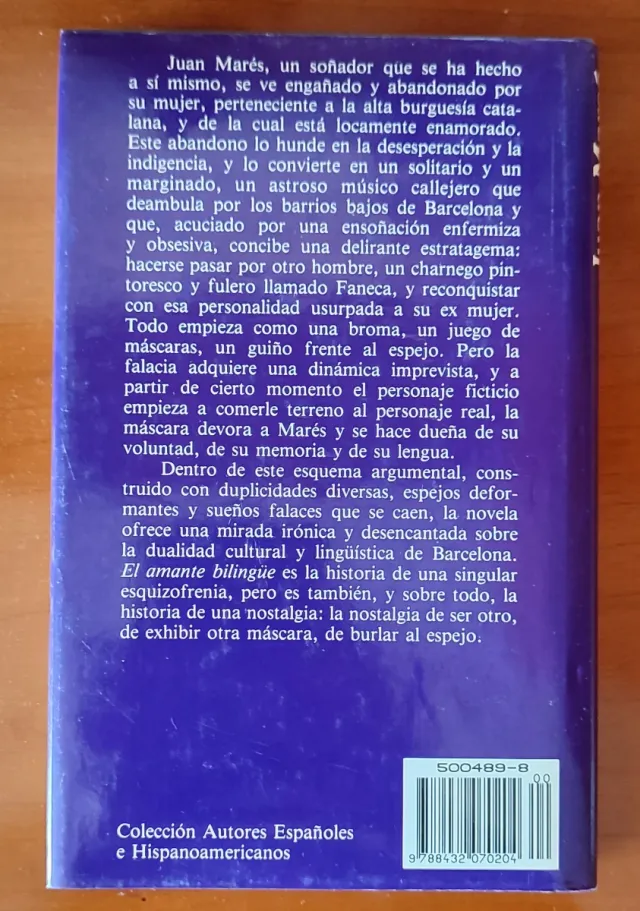 Juan Marés, un soñador que se ha hecho
a sí mismo, se ve engañado y abandonado por
su mujer, perteneciente a la alta burguesía cata-
lana, y de la cual está locamente enamorado.
Este abandono lo hunde en la desesperación y la
indigencia, y lo convierte en un solitario y un
marginado, un astroso músico callejero que
deambula por los barrios bajos de Barcelona y
que, acuciado por una ensoñación enfermiza
y obsesiva, concibe una delirante estratagema:
hacerse pasar por otro hombre, un charnego pin-
toresco y fulero llamado Faneca, y reconquistar
con esa personalidad usurpada a su ex mujer.
Todo empieza como una broma, un juego de
máscaras, un guiño frente al espejo. Pero la
falacia adquiere una dinámica imprevista, y a
partir de cierto momento el personaje ficticio
empieza a comerle terreno al personaje real, la
máscara devora a Marés y se hace dueña de su
voluntad, de su memoria y de su lengua.
Dentro de este esquema argumental, cons-
truido con duplicidades diversas, espejos defor-
mantes y sueños falaces que se caen, la novela
ofrece una mirada irónica y desencantada sobre
la dualidad cultural y lingüística de Barcelona.
El amante bilingüe es la historia de una singular
esquizofrenia, pero es también, y sobre todo, la
historia de una nostalgia: la nostalgia de ser otro,
de exhibir otra máscara, de burlar al espejo.
500489-8
00
9 788432 070204
Colección Autores Españoles
e Hispanoamericanos